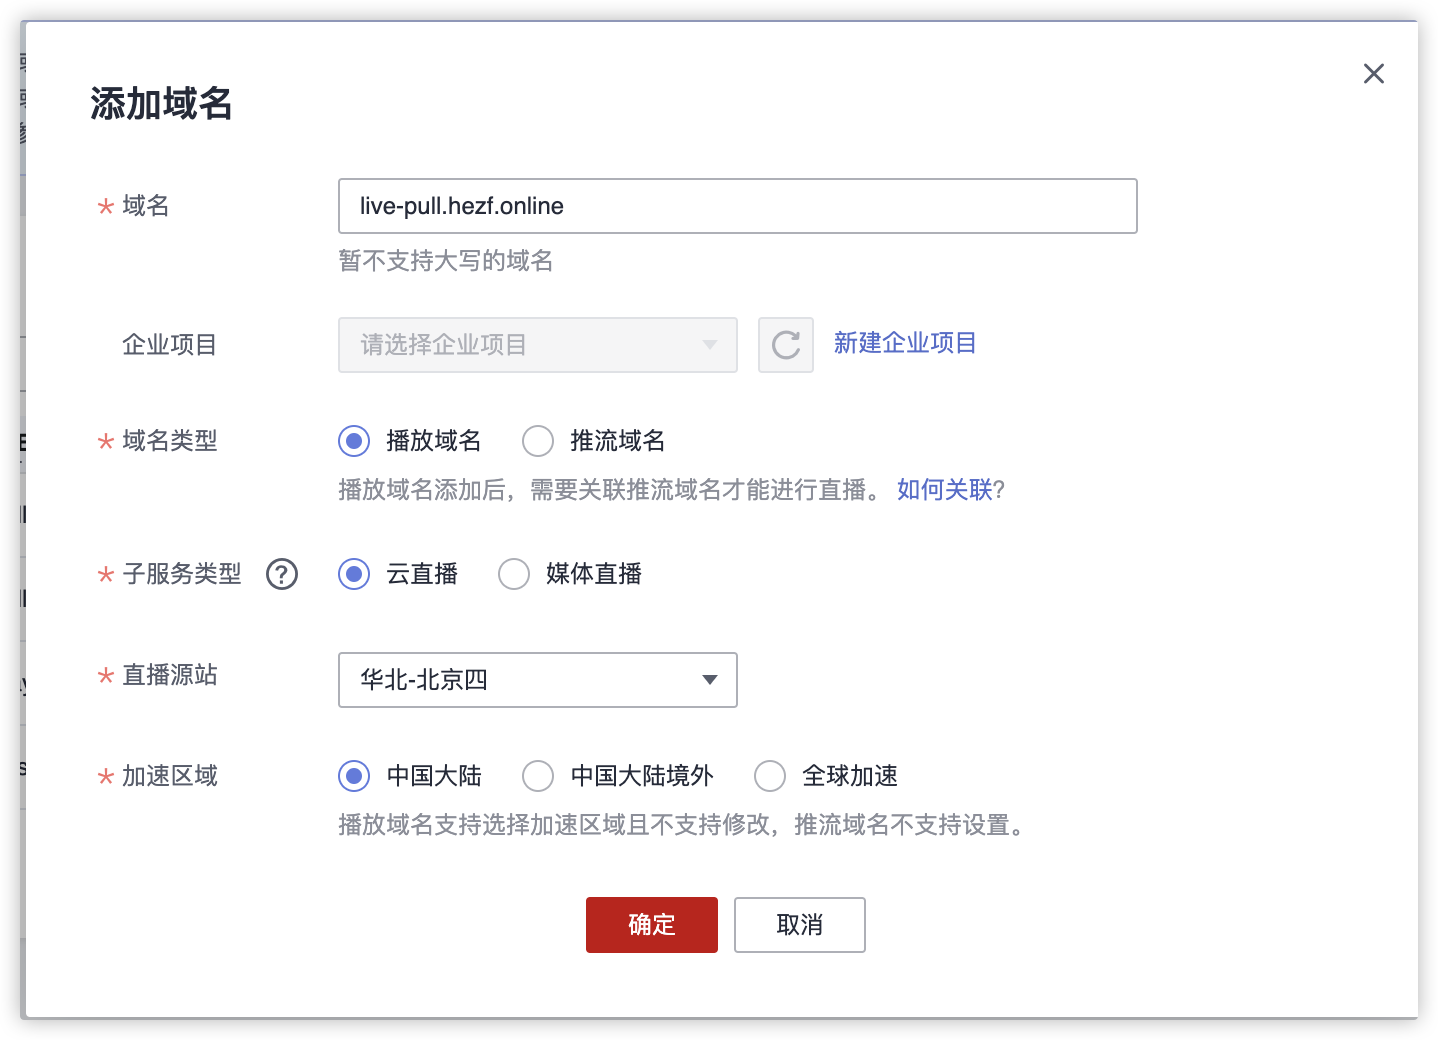 添加域名
* 域名 live-pull.hezf.online
暂不支持大写的域名
企业项目 请选择企业项目 新建企业项目
* 域名类型 播放域名 推流域名
播放域名添加后，需要关联推流域名才能进行直播。 如何关联?
* 子服务类型 ? 云直播 媒体直播
* 直播源站 华北-北京四
* 加速区域 中国大陆 中国大陆境外 全球加速
播放域名支持选择加速区域且不支持修改，推流域名不支持设置。
确定 取消